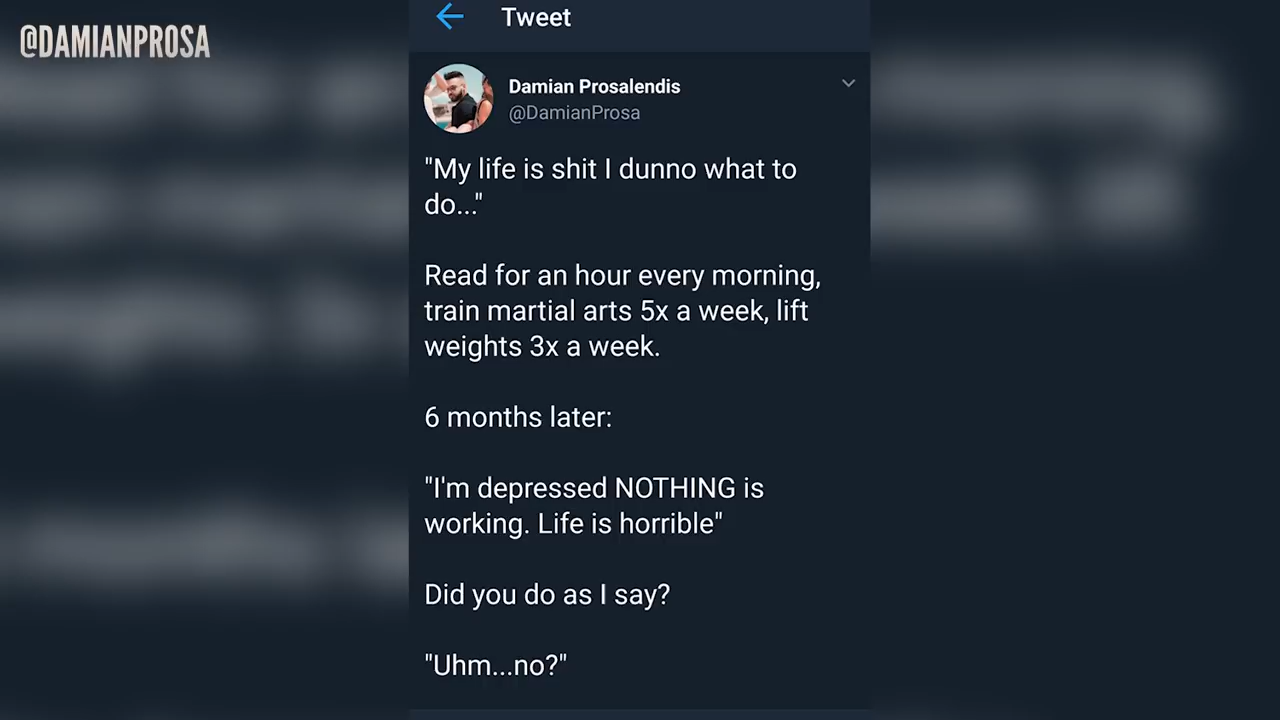 @DAMIANPROSA
Tweet
Damian Prosalendis
@DamianProsa
"My life is shit I dunno what to
do..."
Read for an hour every morning,
train martial arts 5x a week, lift
weights 3x a week.
6 months later:
"I'm depressed NOTHING is
working. Life is horrible"
Did you do as I say?
"Uhm...no?"